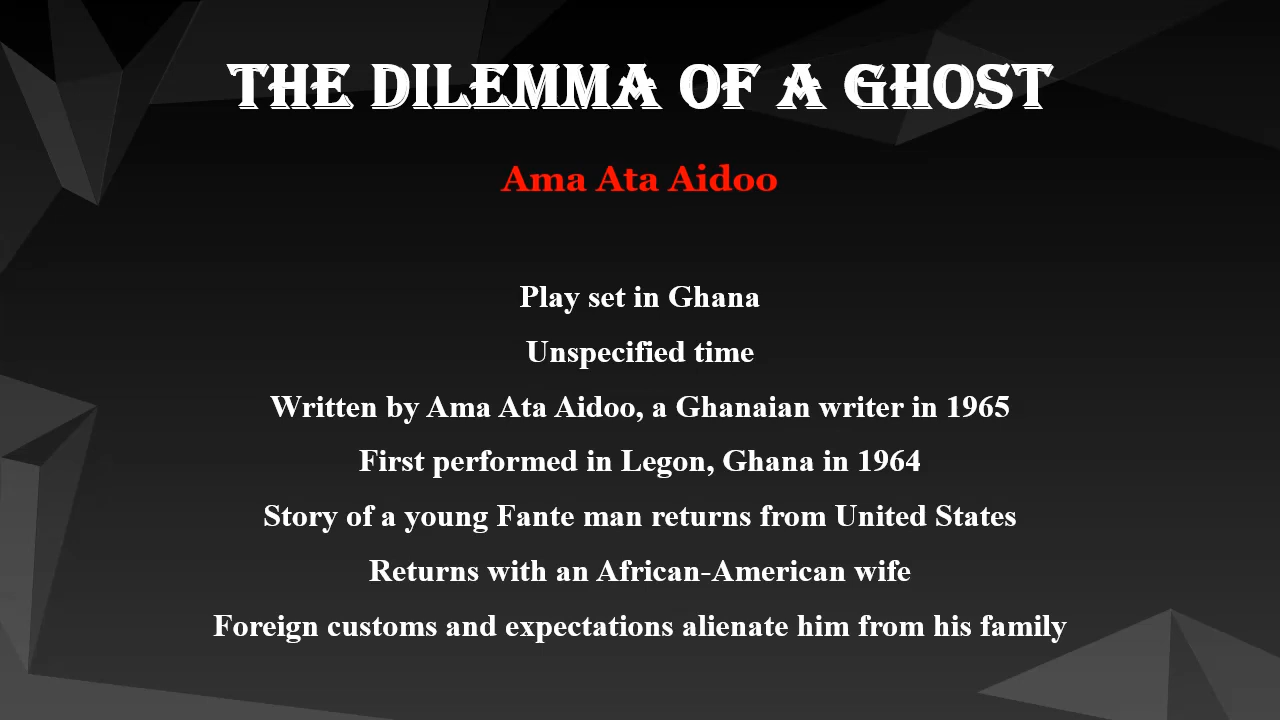 THE DILEMMA OF A GHOST
Ama Ata Aidoo
Play set in Ghana
Unspecified time
Written by Ama Ata Aidoo, a Ghanaian writer in 1965
First performed in Legon, Ghana in 1964
Story of a young Fante man returns from United States
Returns with an African-American wife
Foreign customs and expectations alienate him from his family